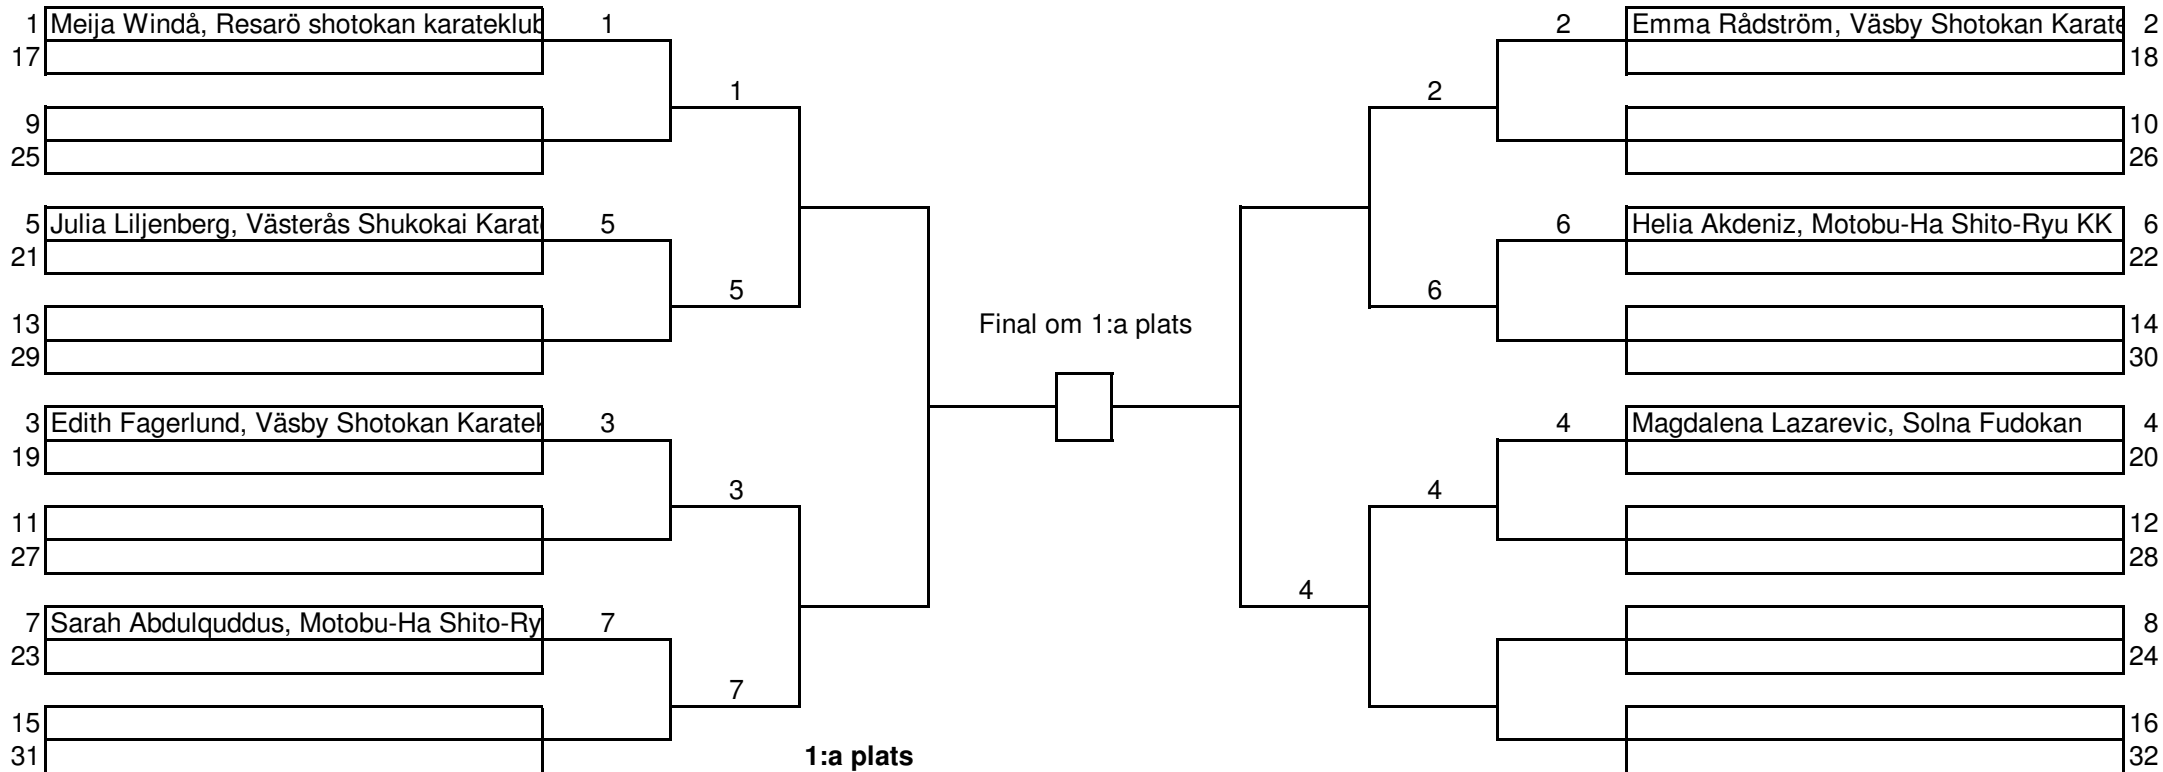 1 Meija Windå, Resarö shotokan karateklub 1 2 Emma Rådström, Väsby Shotokan Karate 2
17 18
1 2
9 10
25 26
5 Julia Liljenberg, Västerås Shukokai Karate 5 6 Helia Akdeniz, Motobu-Ha Shito-Ryu KK 6
21 22
5 6
13 Final om 1:a plats 14
29 30
3 Edith Fagerlund, Väsby Shotokan Karatek 3 4 Magdalena Lazarevic, Solna Fudokan 4
19 20
3 4
11 12
27 28
4
7 Sarah Abdulquddus, Motobu-Ha Shito-Ry 7 8
23 24
7
15 16
31 1:a plats 32